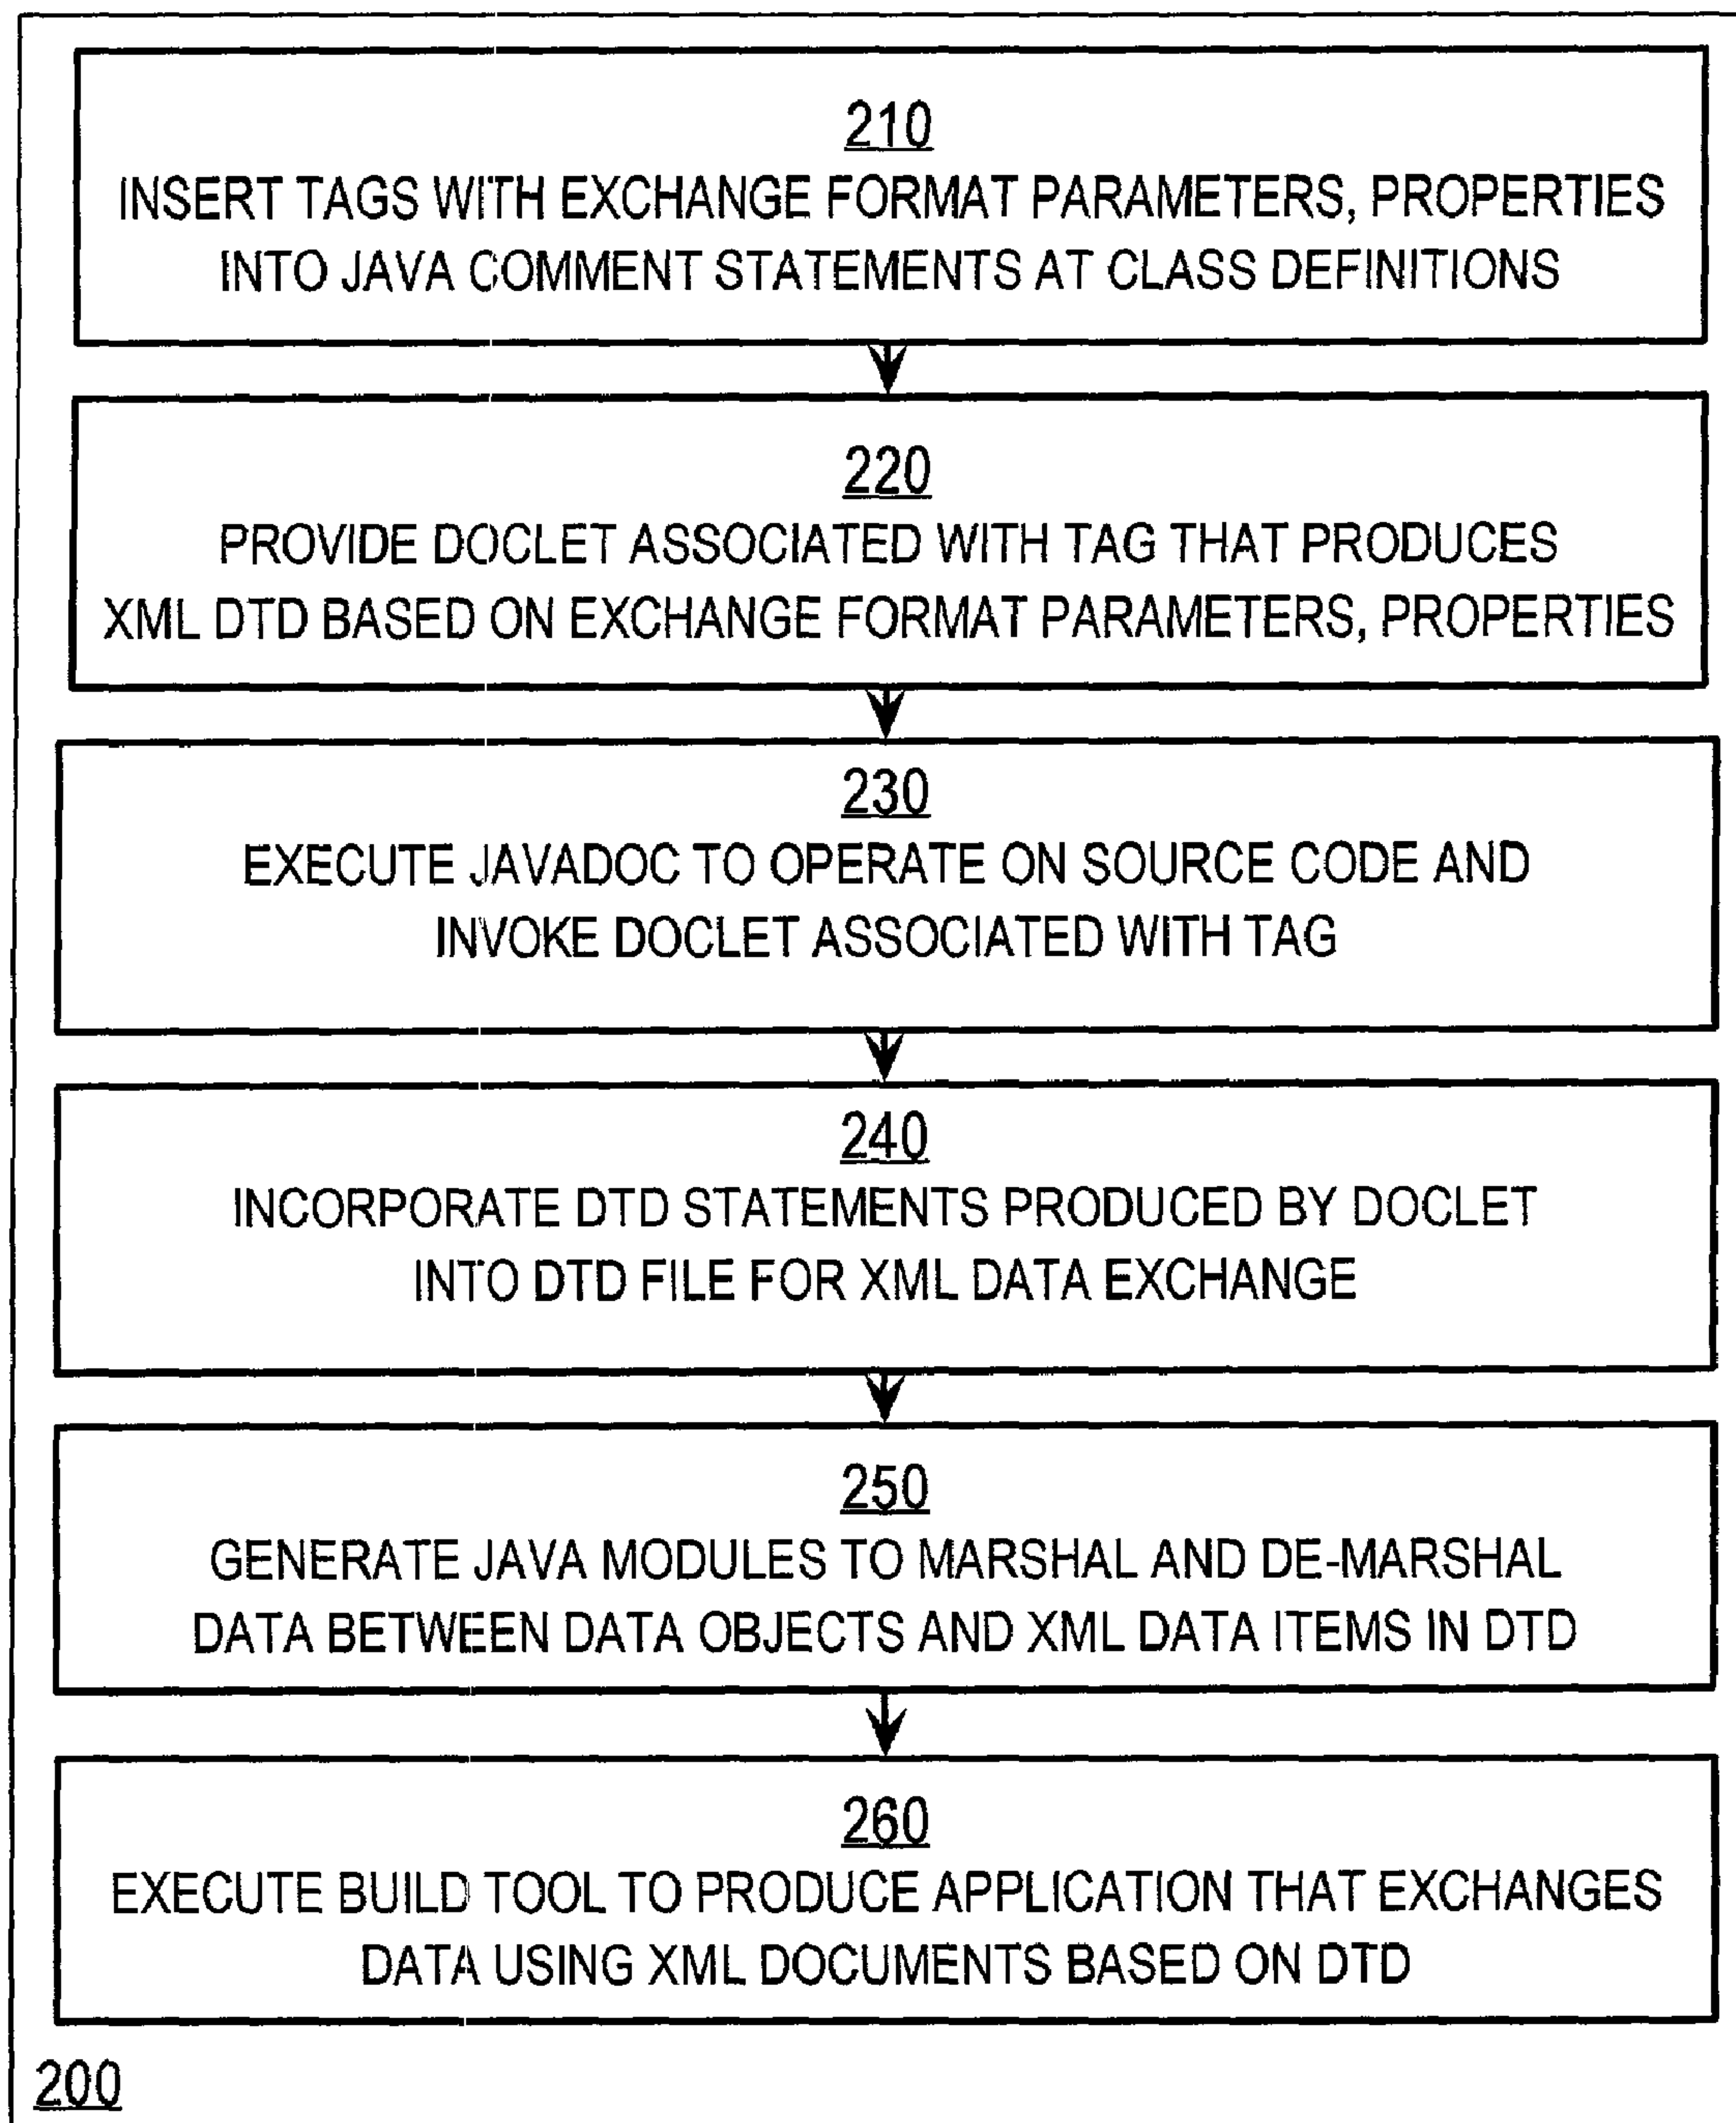 210
INSERT TAGS WITH EXCHANGE FORMAT PARAMETERS, PROPERTIES
INTO JAVA COMMENT STATEMENTS AT CLASS DEFINITIONS
220
PROVIDE DOCLET ASSOCIATED WITH TAG THAT PRODUCES
XML DTD BASED ON EXCHANGE FORMAT PARAMETERS, PROPERTIES
230
EXECUTE JAVADOC TO OPERATE ON SOURCE CODE AND
INVOKE DOCLET ASSOCIATED WITH TAG
240
INCORPORATE DTD STATEMENTS PRODUCED BY DOCLET
INTO DTD FILE FOR XML DATA EXCHANGE
250
GENERATE JAVA MODULES TO MARSHAL AND DE-MARSHAL
DATA BETWEEN DATA OBJECTS AND XML DATA ITEMS IN DTD
260
EXECUTE BUILD TOOL TO PRODUCE APPLICATION THAT EXCHANGES
DATA USING XML DOCUMENTS BASED ON DTD
200